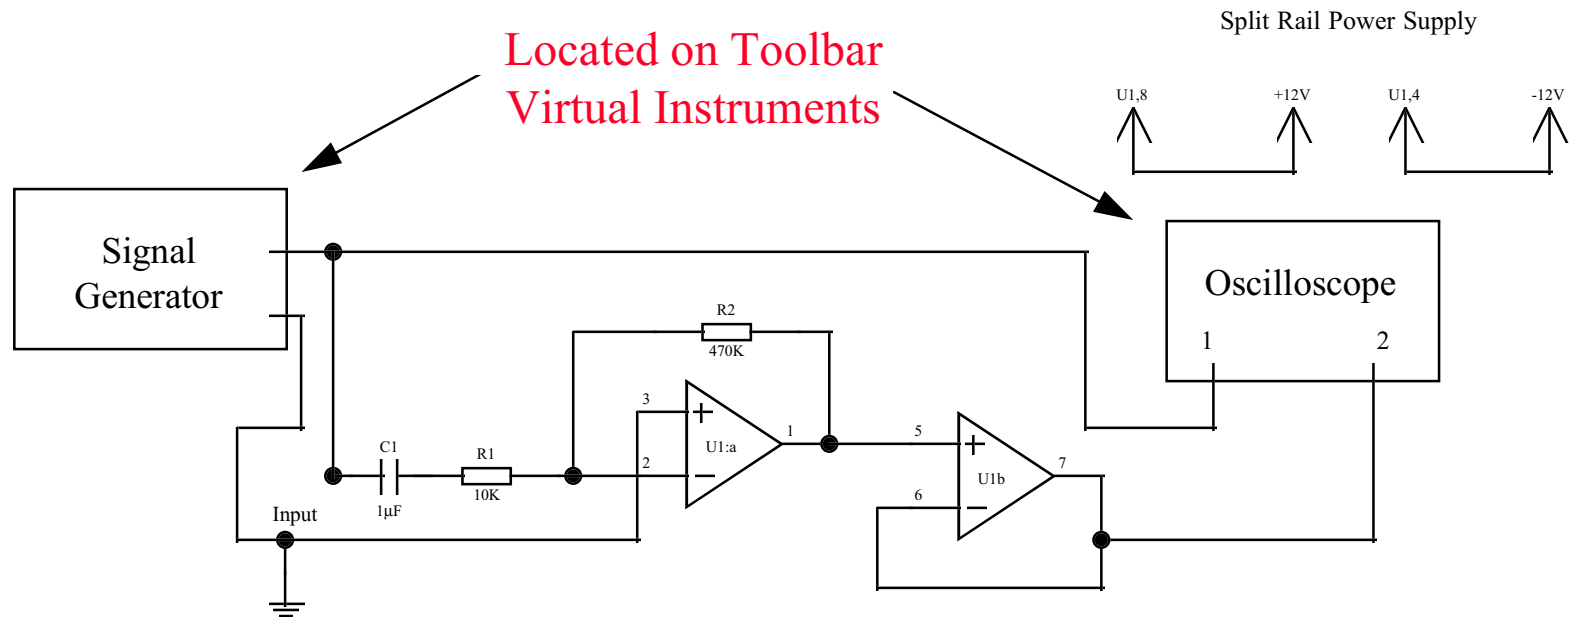 Split Rail Power Supply
Located on Toolbar
Virtual Instruments
U1,8
+12V
U1,4
-12V
Signal
Generator
Oscilloscope
1
2
R2
470K
3
U1:a
1
2
C1
1µF
R1
10K
5
U1b
7
6
Input